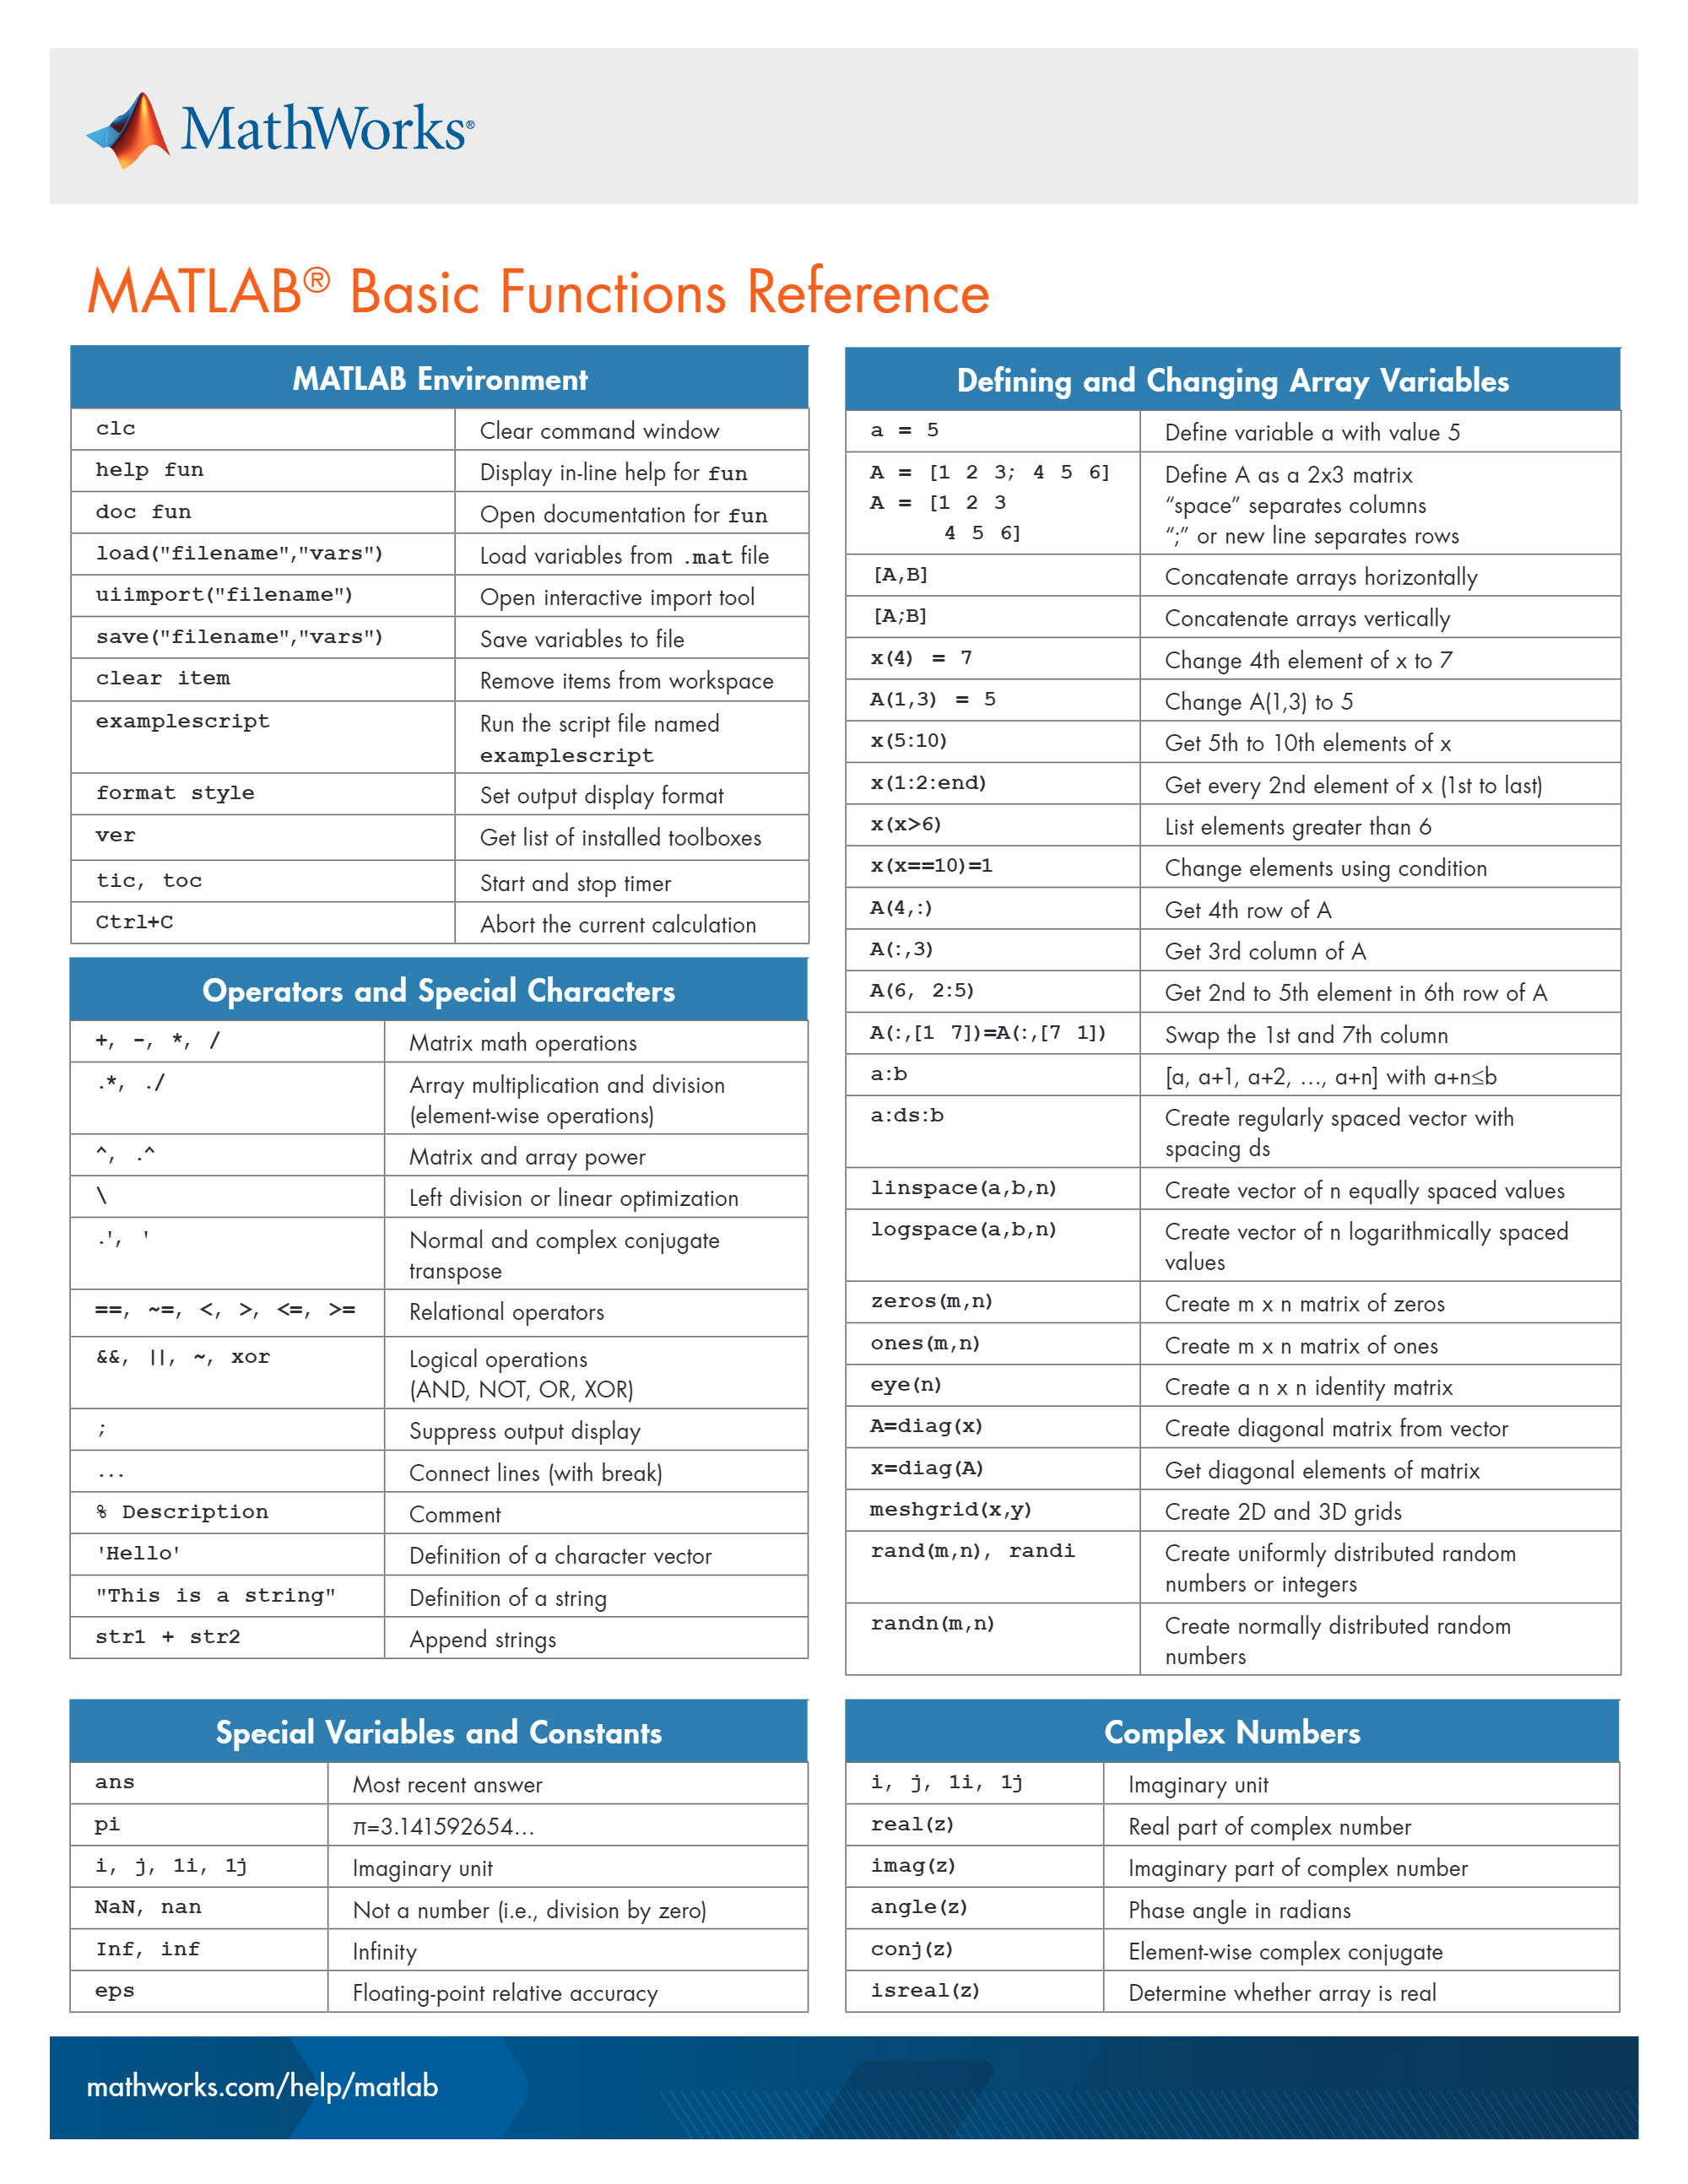 MathWorks®
MATLAB® Basic Functions Reference
MATLAB Environment
clc Clear command window
help fun Display in-line help for fun
doc fun Open documentation for fun
load("filename","vars") Load variables from .mat file
uiimport("filename") Open interactive import tool
save("filename","vars") Save variables to file
clear item Remove items from workspace
examplescript Run the script file named
examplescript
format style Set output display format
ver Get list of installed toolboxes
tic, toc Start and stop timer
Ctrl+C Abort the current calculation
Operators and Special Characters
+, -, *, / Matrix math operations
.*, ./ Array multiplication and division
(element-wise operations)
^, .^ Matrix and array power
\ Left division or linear optimization
.', ' Normal and complex conjugate
transpose
==, ~=, <, >, <=, >= Relational operators
&&, ||, ~, xor Logical operations
(AND, NOT, OR, XOR)
; Suppress output display
... Connect lines (with break)
% Description Comment
'Hello' Definition of a character vector
"This is a string" Definition of a string
str1 + str2 Append strings
Defining and Changing Array Variables
a = 5 Define variable a with value 5
A = [1 2 3; 4 5 6] Define A as a 2x3 matrix
A = [1 2 3 “space” separates columns
4 5 6] “;” or new line separates rows
[A,B] Concatenate arrays horizontally
[A;B] Concatenate arrays vertically
x(4) = 7 Change 4th element of x to 7
A(1,3) = 5 Change A(1,3) to 5
x(5:10) Get 5th to 10th elements of x
x(1:2:end) Get every 2nd element of x (1st to last)
x(x>6) List elements greater than 6
x(x==10)=1 Change elements using condition
A(4,:) Get 4th row of A
A(:,3) Get 3rd column of A
A(6, 2:5) Get 2nd to 5th element in 6th row of A
A(:,[1 7])=A(:,[7 1]) Swap the 1st and 7th column
a:b [a, a+1, a+2, …, a+n] with a+n≤b
a:ds:b Create regularly spaced vector with
spacing ds
linspace(a,b,n) Create vector of n equally spaced values
logspace(a,b,n) Create vector of n logarithmically spaced
values
zeros(m,n) Create m x n matrix of zeros
ones(m,n) Create m x n matrix of ones
eye(n) Create a n x n identity matrix
A=diag(x) Create diagonal matrix from vector
x=diag(A) Get diagonal elements of matrix
meshgrid(x,y) Create 2D and 3D grids
rand(m,n), randi Create uniformly distributed random
numbers or integers
randn(m,n) Create normally distributed random
numbers
Special Variables and Constants
ans Most recent answer
pi π=3.141592654…
i, j, 1i, 1j Imaginary unit
NaN, nan Not a number (i.e., division by zero)
Inf, inf Infinity
eps Floating-point relative accuracy
Complex Numbers
i, j, 1i, 1j Imaginary unit
real(z) Real part of complex number
imag(z) Imaginary part of complex number
angle(z) Phase angle in radians
conj(z) Element-wise complex conjugate
isreal(z) Determine whether array is real
mathworks.com/help/matlab